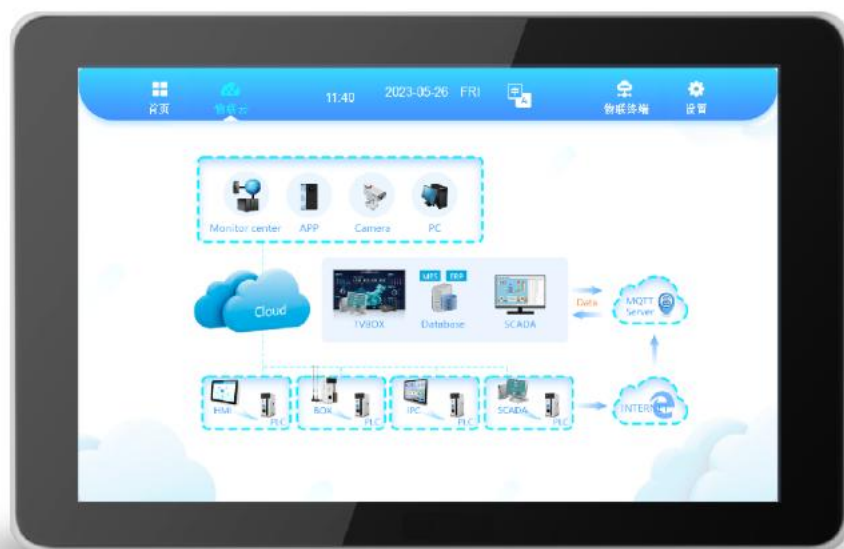 首页
物联云
11:40
2023-05-26 FRI
中
A
物联终端
设置
Monitor center
APP
Camera
PC
Cloud
MES
ERP
TVBOX
Database
SCADA
Data
MQTT
Server
HMI
PLC
BOX
PLC
IPC
PLC
SCADA
PLC
INTERNET